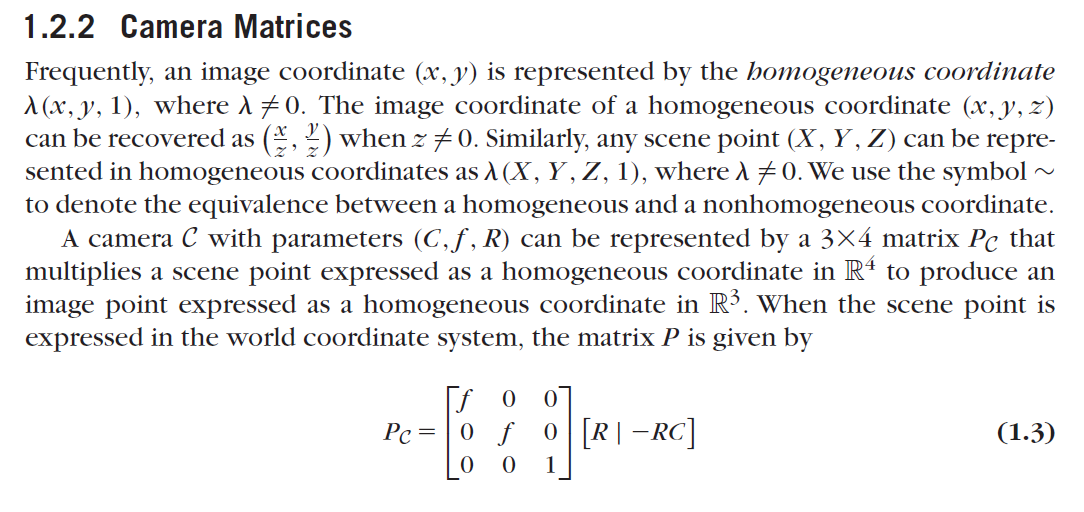 1.2.2 Camera Matrices
Frequently, an image coordinate (x, y) is represented by the homogeneous coordinate
λ(x, y, 1), where λ ≠ 0. The image coordinate of a homogeneous coordinate (x, y, z)
can be recovered as (x/z, y/z) when z ≠ 0. Similarly, any scene point (X, Y, Z) can be repre-
sented in homogeneous coordinates as λ(X, Y, Z, 1), where λ ≠ 0. We use the symbol ∼
to denote the equivalence between a homogeneous and a nonhomogeneous coordinate.
A camera 𝒞 with parameters (C, f, R) can be represented by a 3×4 matrix P𝒞 that
multiplies a scene point expressed as a homogeneous coordinate in ℝ⁴ to produce an
image point expressed as a homogeneous coordinate in ℝ³. When the scene point is
expressed in the world coordinate system, the matrix P is given by
[f 0 0]
P𝒞 = [0 f 0] [R | −RC] (1.3)
[0 0 1]